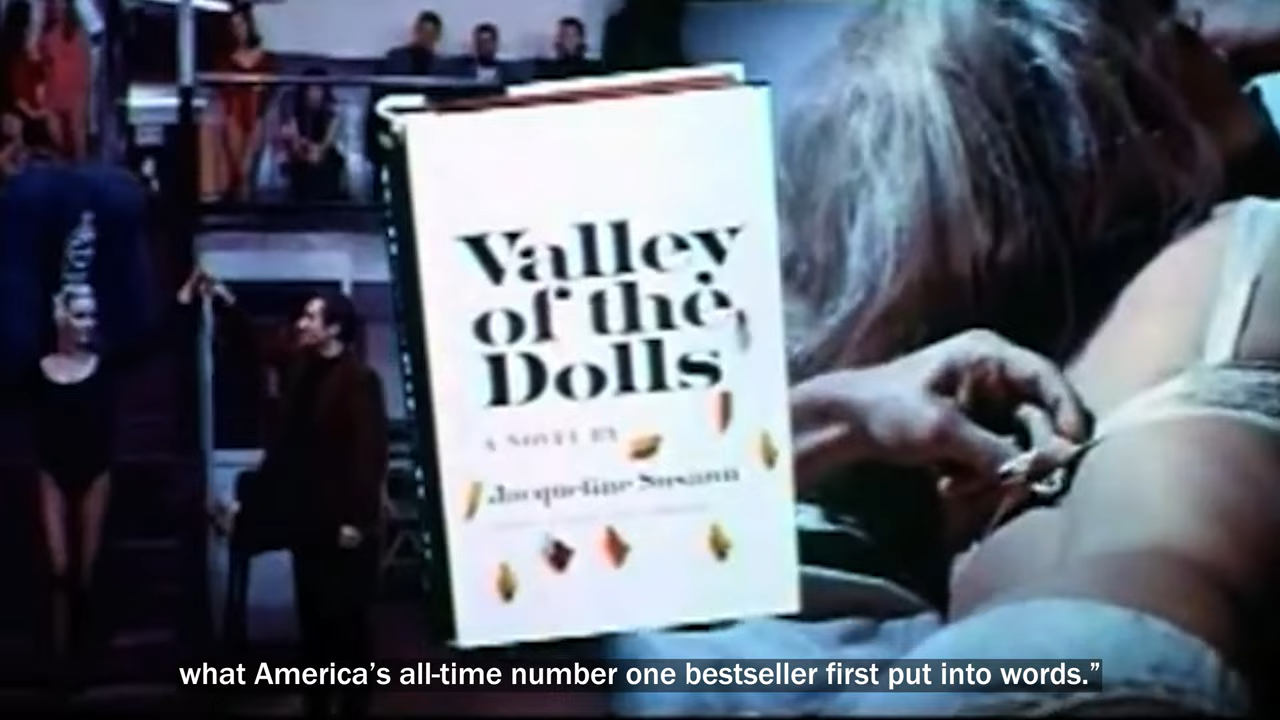 Valley
of the
Dolls
A NOVEL BY
Jacqueline Susann
what America’s all-time number one bestseller first put into words.”